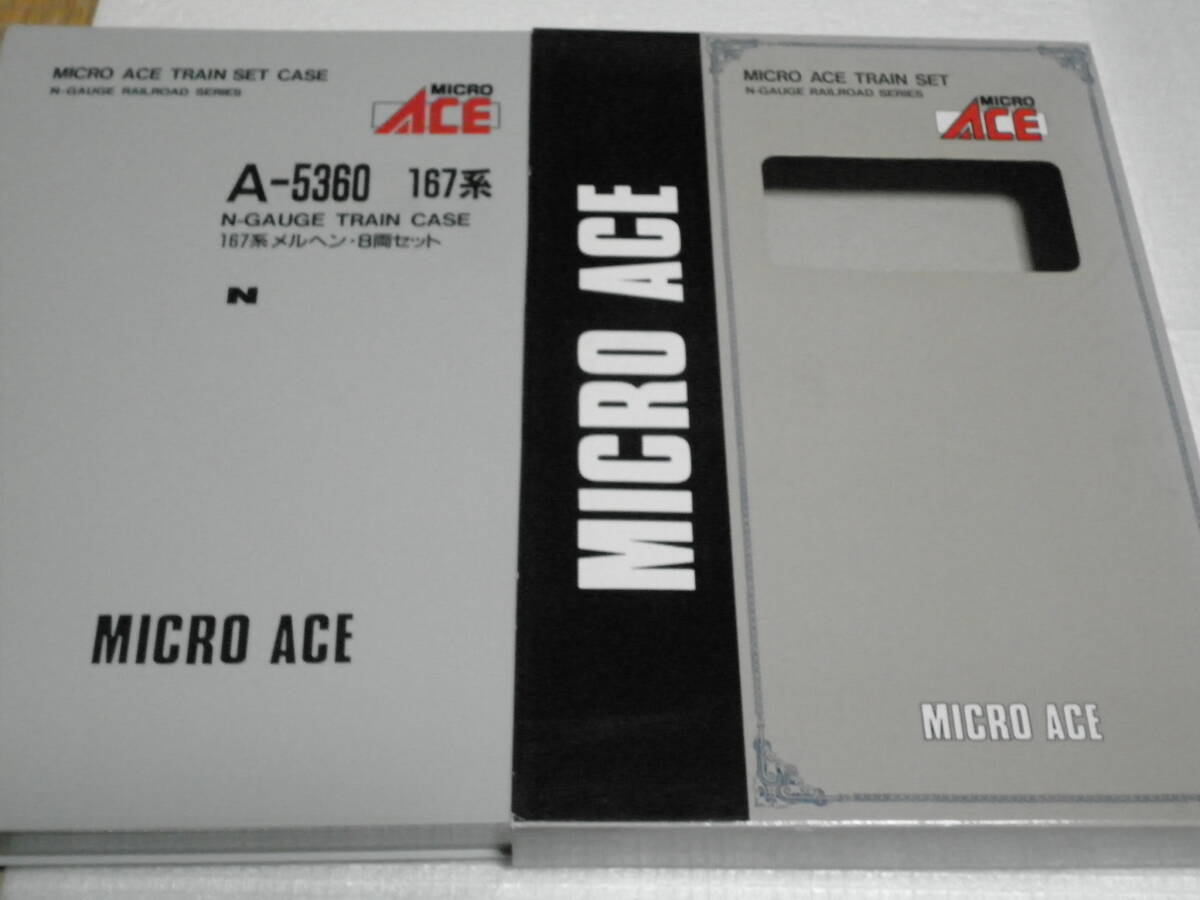 MICRO ACE TRAIN SET CASE
N-GAUGE RAILROAD SERIES
MICRO
ACE
A-5360 167系
N-GAUGE TRAIN CASE
167系メルヘン・8両セット
N
MICRO ACE
MICRO ACE
MICRO ACE TRAIN SET
N-GAUGE RAILROAD SERIES
MICRO
ACE
MICRO ACE